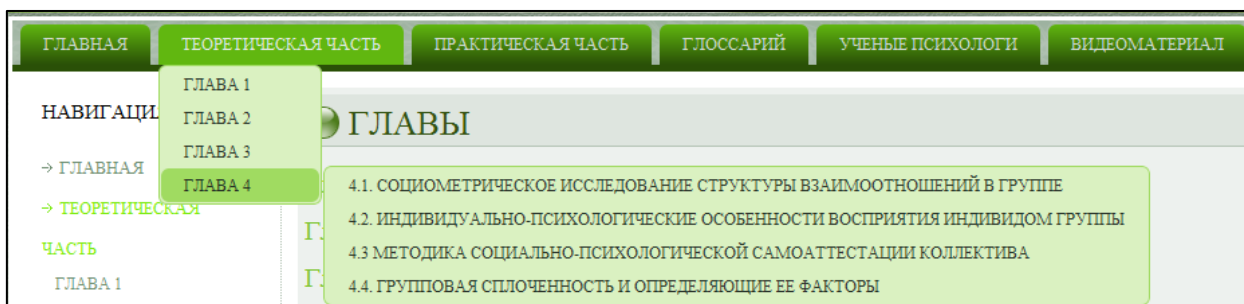 ГЛАВНАЯ ТЕОРЕТИЧЕСКАЯ ЧАСТЬ ПРАКТИЧЕСКАЯ ЧАСТЬ ГЛОССАРИЙ УЧЕНЫЕ ПСИХОЛОГИ ВИДЕОМАТЕРИАЛ
ГЛАВА 1
ГЛАВА 2
ГЛАВА 3
ГЛАВА 4
4.1. СОЦИОМЕТРИЧЕСКОЕ ИССЛЕДОВАНИЕ СТРУКТУРЫ ВЗАИМООТНОШЕНИЙ В ГРУППЕ
4.2. ИНДИВИДУАЛЬНО-ПСИХОЛОГИЧЕСКИЕ ОСОБЕННОСТИ ВОСПРИЯТИЯ ИНДИВИДОМ ГРУППЫ
4.3 МЕТОДИКА СОЦИАЛЬНО-ПСИХОЛОГИЧЕСКОЙ САМОАТТЕСТАЦИИ КОЛЛЕКТИВА
4.4. ГРУППОВАЯ СПЛОЧЕННОСТЬ И ОПРЕДЕЛЯЮЩИЕ ЕЕ ФАКТОРЫ
ГЛАВЫ
→ ГЛАВНАЯ
→ ТЕОРЕТИЧЕСКАЯ
ЧАСТЬ
ГЛАВА 1